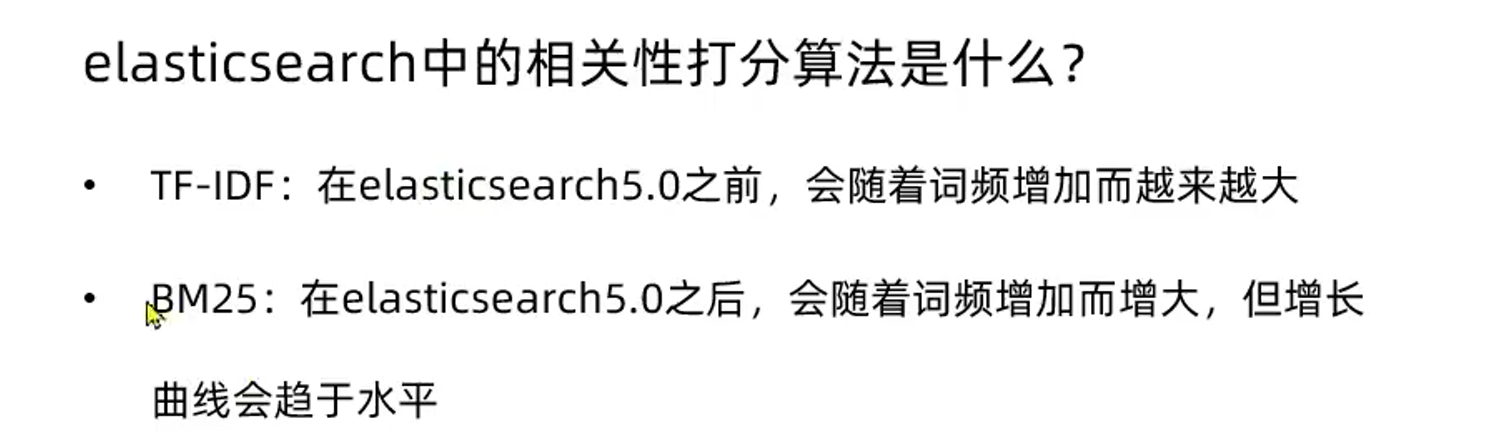 elasticsearch中的相关性打分算法是什么？
• TF-IDF：在elasticsearch5.0之前，会随着词频增加而越来越大
• BM25：在elasticsearch5.0之后，会随着词频增加而增大，但增长
曲线会趋于水平